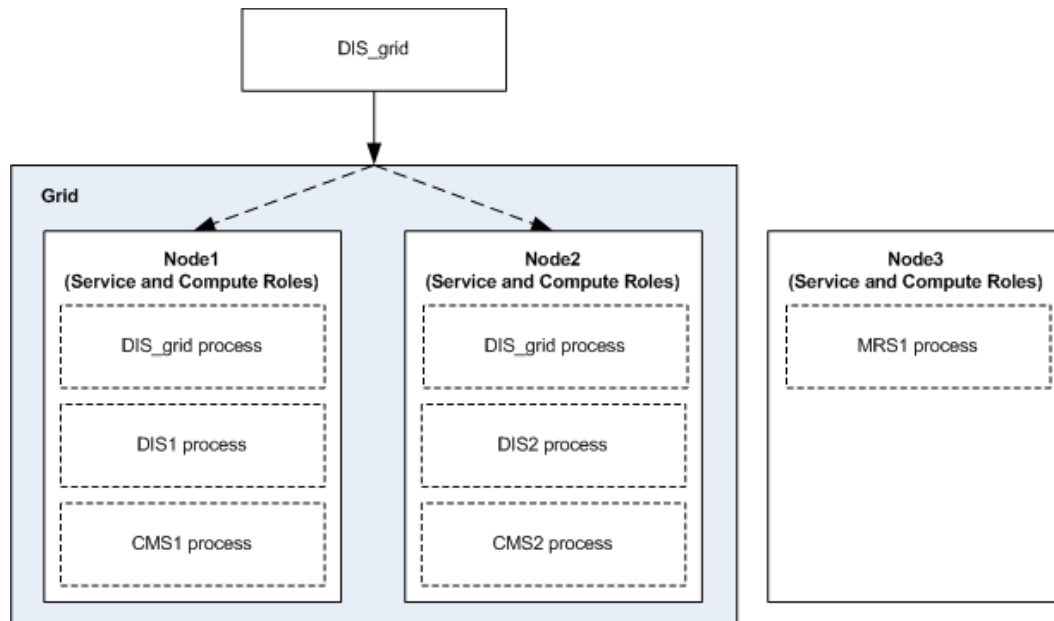 DIS_grid
Grid
Node1
(Service and Compute Roles)
DIS_grid process
DIS1 process
CMS1 process
Node2
(Service and Compute Roles)
DIS_grid process
DIS2 process
CMS2 process
Node3
(Service and Compute Roles)
MRS1 process